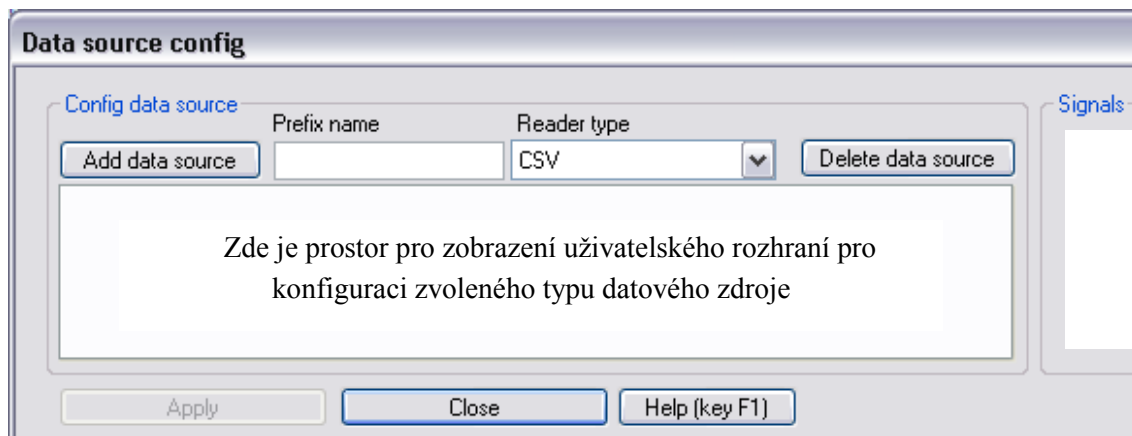 Data source config
Config data source
Signals
Prefix name
Reader type
Add data source
CSV
Delete data source
Zde je prostor pro zobrazení uživatelského rozhraní pro
konfiguraci zvoleného typu datového zdroje
Apply
Close
Help (key F1)